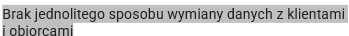 Brak jednolitego sposobu wymiany danych z klientami
i obiorcami